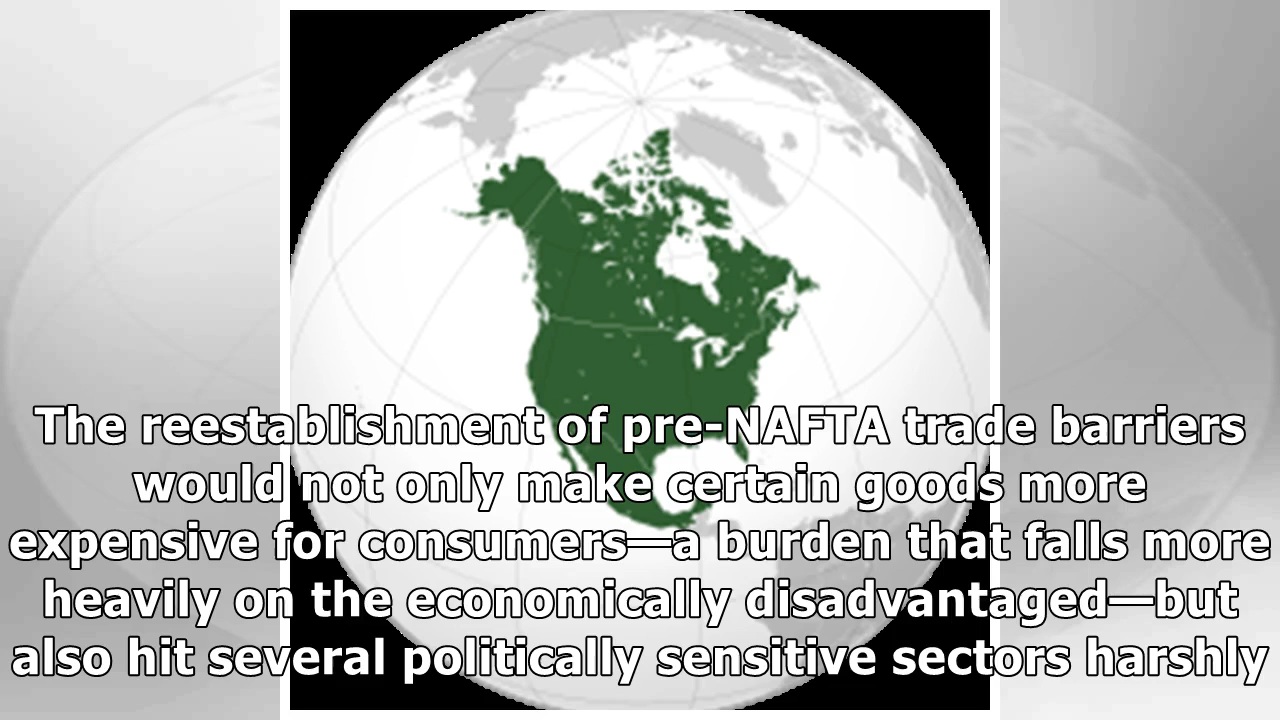 The reestablishment of pre-NAFTA trade barriers
would not only make certain goods more
expensive for consumers—a burden that falls more
heavily on the economically disadvantaged—but
also hit several politically sensitive sectors harshly